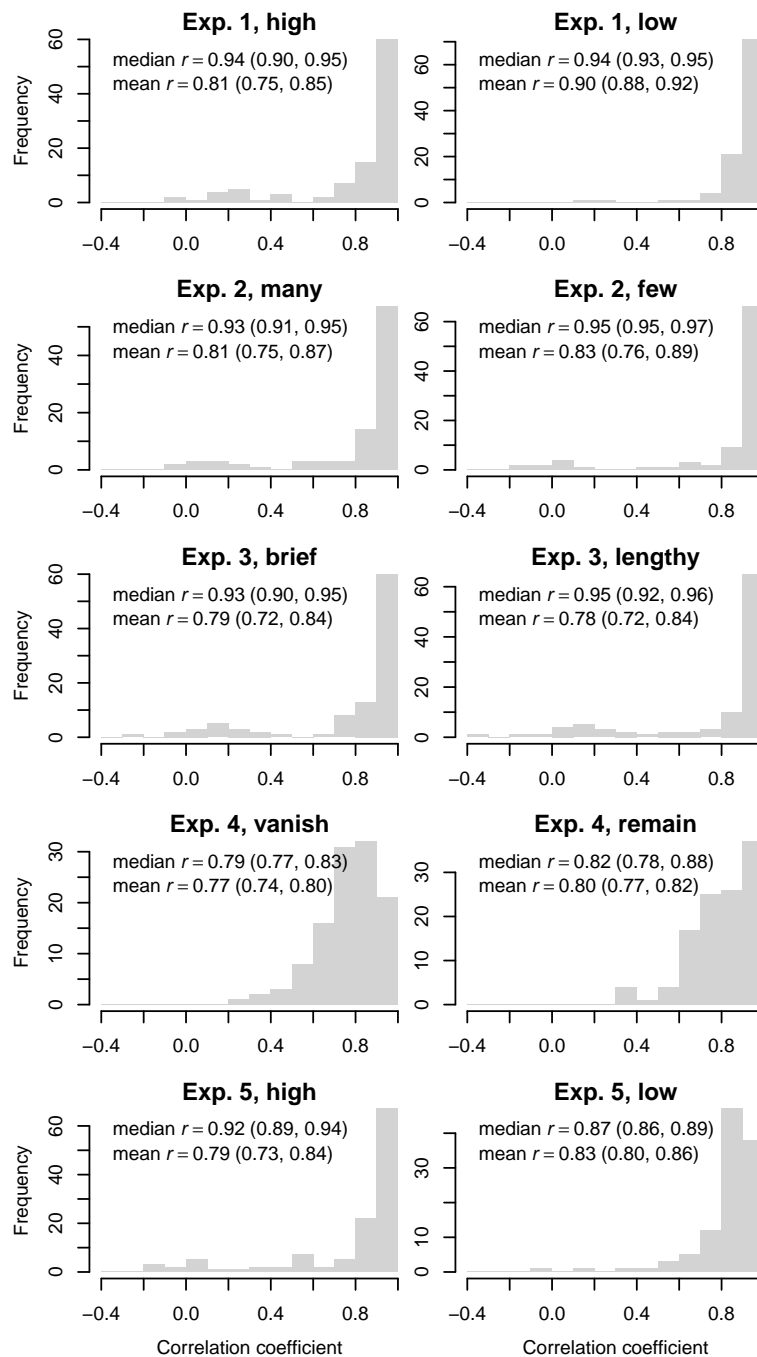 Exp. 1, high
median r = 0.94 (0.90, 0.95)
mean r = 0.81 (0.75, 0.85)
Frequency
0 20 40 60
−0.4 0.0 0.4 0.8
Exp. 1, low
median r = 0.94 (0.93, 0.95)
mean r = 0.90 (0.88, 0.92)
0 20 40 60
−0.4 0.0 0.4 0.8
Exp. 2, many
median r = 0.93 (0.91, 0.95)
mean r = 0.81 (0.75, 0.87)
Frequency
0 20 40
−0.4 0.0 0.4 0.8
Exp. 2, few
median r = 0.95 (0.95, 0.97)
mean r = 0.83 (0.76, 0.89)
0 20 40 60
−0.4 0.0 0.4 0.8
Exp. 3, brief
median r = 0.93 (0.90, 0.95)
mean r = 0.79 (0.72, 0.84)
Frequency
0 20 40 60
−0.4 0.0 0.4 0.8
Exp. 3, lengthy
median r = 0.95 (0.92, 0.96)
mean r = 0.78 (0.72, 0.84)
0 20 40 60
−0.4 0.0 0.4 0.8
Exp. 4, vanish
median r = 0.79 (0.77, 0.83)
mean r = 0.77 (0.74, 0.80)
Frequency
0 10 20 30
−0.4 0.0 0.4 0.8
Exp. 4, remain
median r = 0.82 (0.78, 0.88)
mean r = 0.80 (0.77, 0.82)
0 10 20 30
−0.4 0.0 0.4 0.8
Exp. 5, high
median r = 0.92 (0.89, 0.94)
mean r = 0.79 (0.73, 0.84)
Frequency
0 20 40 60
−0.4 0.0 0.4 0.8
Correlation coefficient
Exp. 5, low
median r = 0.87 (0.86, 0.89)
mean r = 0.83 (0.80, 0.86)
0 10 30
−0.4 0.0 0.4 0.8
Correlation coefficient